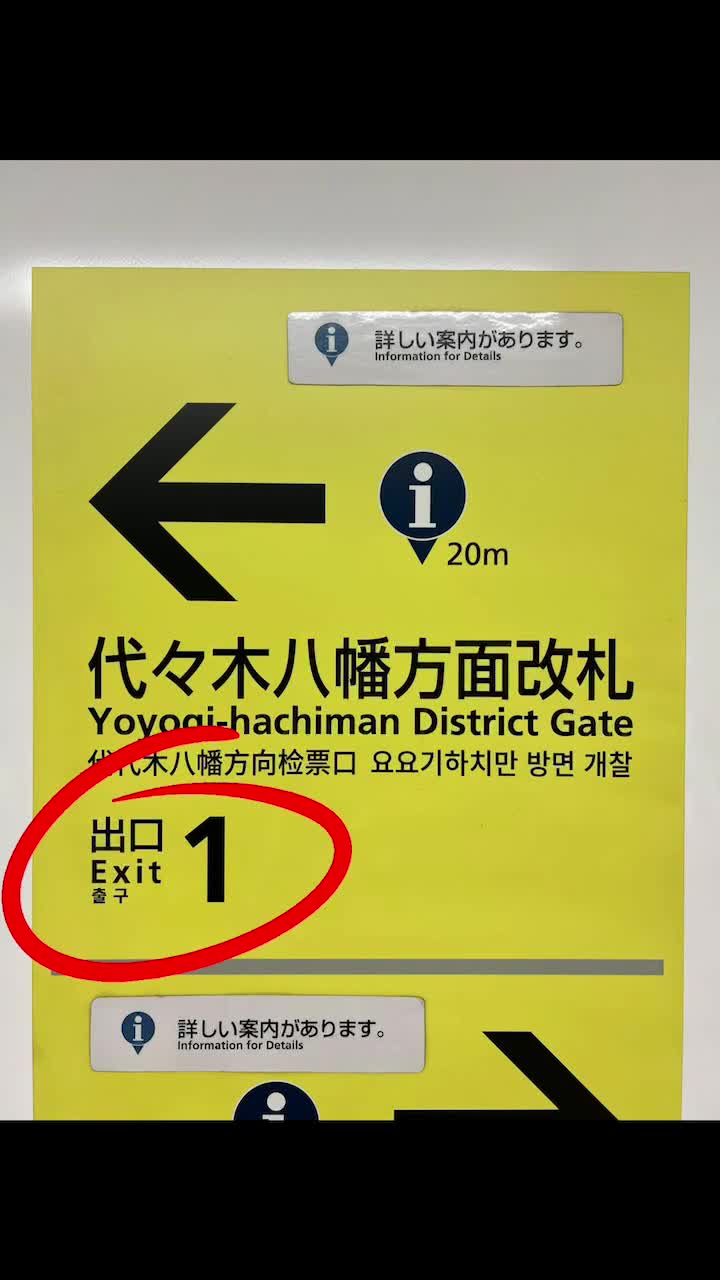 詳しい案内があります。
Information for Details
20m
代々木八幡方面改札
Yoyogi-hachiman District Gate
代代木八幡方向检票口 요요기하치만 방면 개찰
出口 1
Exit
출구
詳しい案内があります。
Information for Details